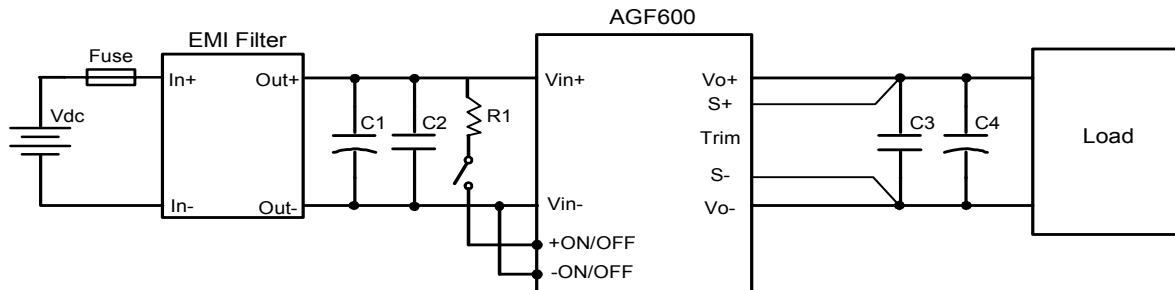 AGF600
EMI Filter
Fuse
In+
Out+
Vin+
Vo+
S+
Vdc
C1
C2
R1
C3
C4
Trim
Load
S-
In-
Out-
Vin-
Vo-
+ON/OFF
-ON/OFF